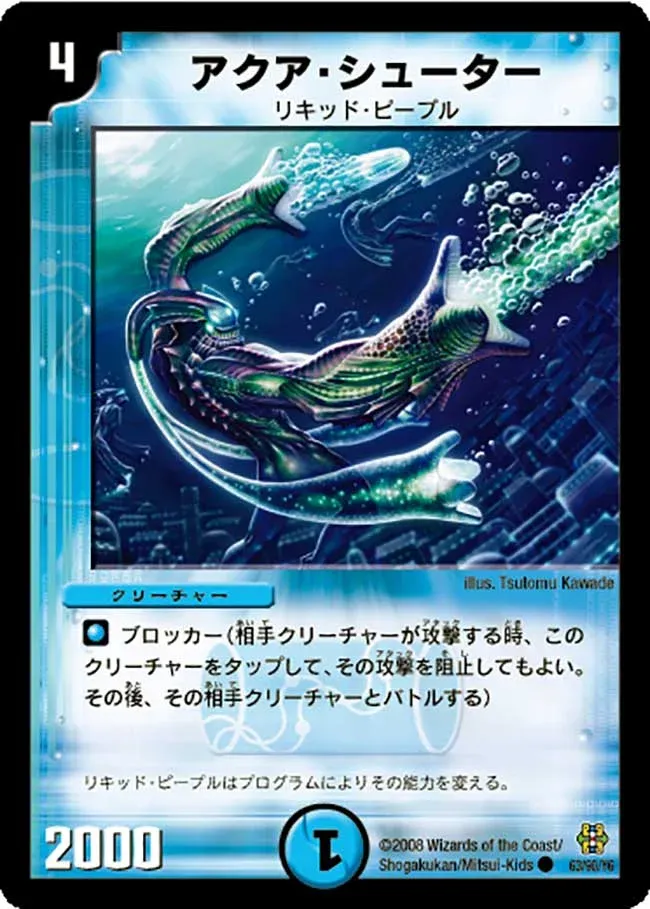 4
アクア・シューター
リキッド・ピープル
illus. Tsutomu Kawade
クリーチャー
ブロッカー(相手クリーチャーが攻撃する時、この
クリーチャーをタップして、その攻撃を阻止してもよい。
その後、その相手クリーチャーとバトルする)
リキッド・ピープルはプログラムによりその能力を変える。
2000
1
©2008 Wizards of the Coast/
Shogakukan/Mitsui-Kids
63/90/Y6